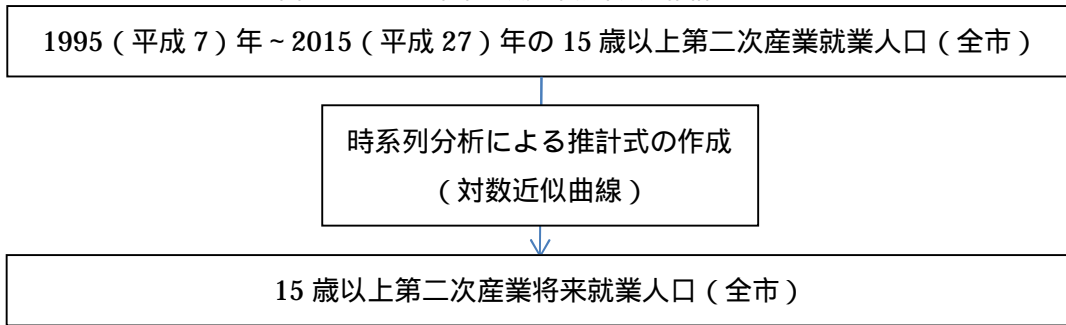 1995（平成 7）年～2015（平成 27）年の 15 歳以上第二次産業就業人口（全市）
時系列分析による推計式の作成
（対数近似曲線）
15 歳以上第二次産業将来就業人口（全市）